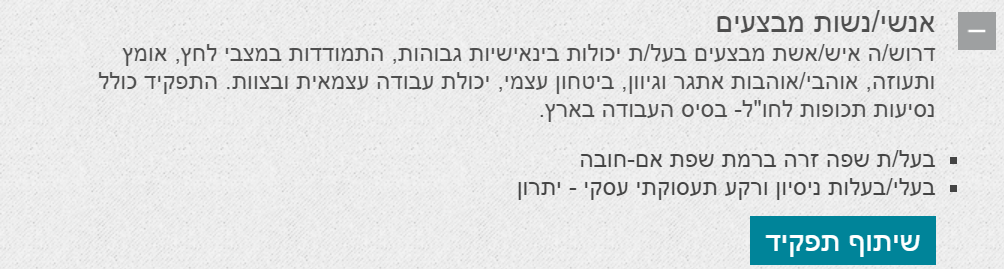 אנשי/נשות מבצעים
דרוש/ה איש/אשת מבצעים בעל/ת יכולות בינאישיות גבוהות, התמודדות במצבי לחץ, אומץ
ותעוזה, אוהבי/אוהבות אתגר וגיוון, ביטחון עצמי, יכולת עבודה עצמאית ובצוות. התפקיד כולל
נסיעות תכופות לחו"ל- בסיס העבודה בארץ.
בעל/ת שפה זרה ברמת שפת אם-חובה
בעלי/בעלות ניסיון ורקע תעסוקתי עסקי - יתרון
שיתוף תפקיד